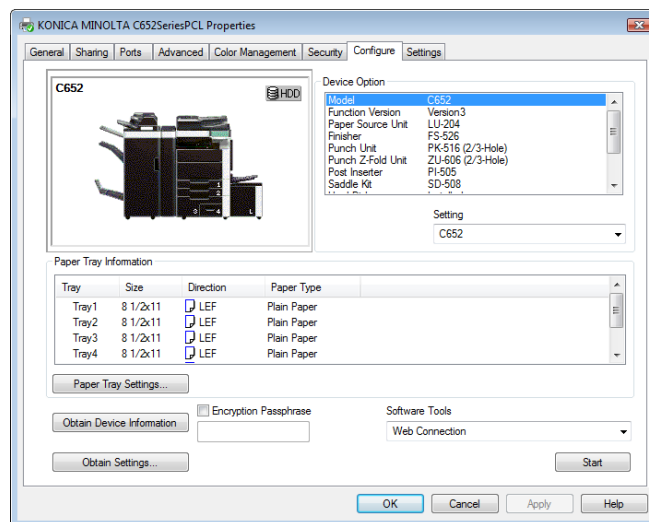 KONICA MINOLTA C652SeriesPCL Properties
General Sharing Ports Advanced Color Management Security Configure Settings
C652
HDD
1
2
3 4 L
Device Option
Model C652
Function Version Version3
Paper Source Unit LU-204
Finisher FS-526
Punch Unit PK-516 (2/3-Hole)
Punch Z-Fold Unit ZU-606 (2/3-Hole)
Post Inserter PI-505
Saddle Kit SD-508
Setting
C652
Paper Tray Information
Tray Size Direction Paper Type
Tray1 8 1/2x11 LEF Plain Paper
Tray2 8 1/2x11 LEF Plain Paper
Tray3 8 1/2x11 LEF Plain Paper
Tray4 8 1/2x11 LEF Plain Paper
Paper Tray Settings...
Obtain Device Information
Encryption Passphrase
Software Tools
Web Connection
Obtain Settings...
Start
OK Cancel Apply Help